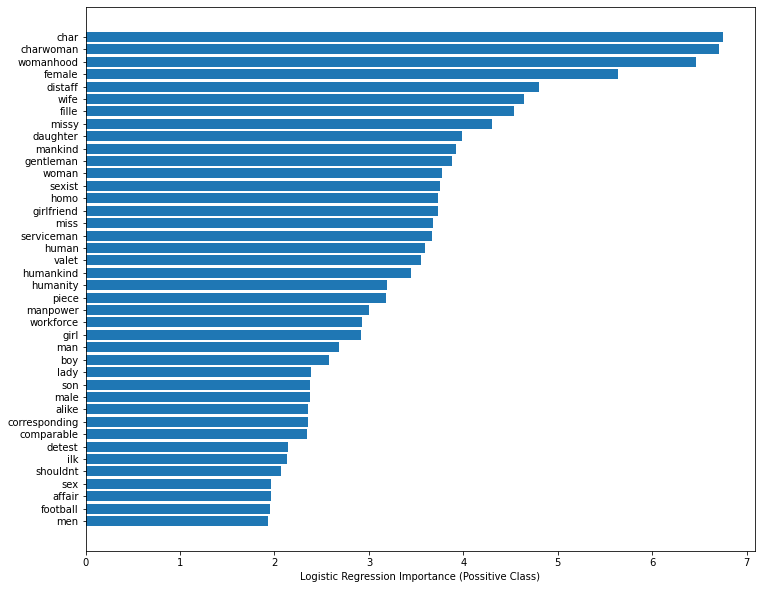 char
charwoman
womanhood
female
distaff
wife
fille
missy
daughter
mankind
gentleman
woman
sexist
homo
girlfriend
miss
serviceman
human
valet
humankind
humanity
piece
manpower
workforce
girl
man
boy
lady
son
male
alike
corresponding
comparable
detest
ilk
shouldnt
sex
affair
football
men
0 1 2 3 4 5 6 7
Logistic Regression Importance (Possitive Class)